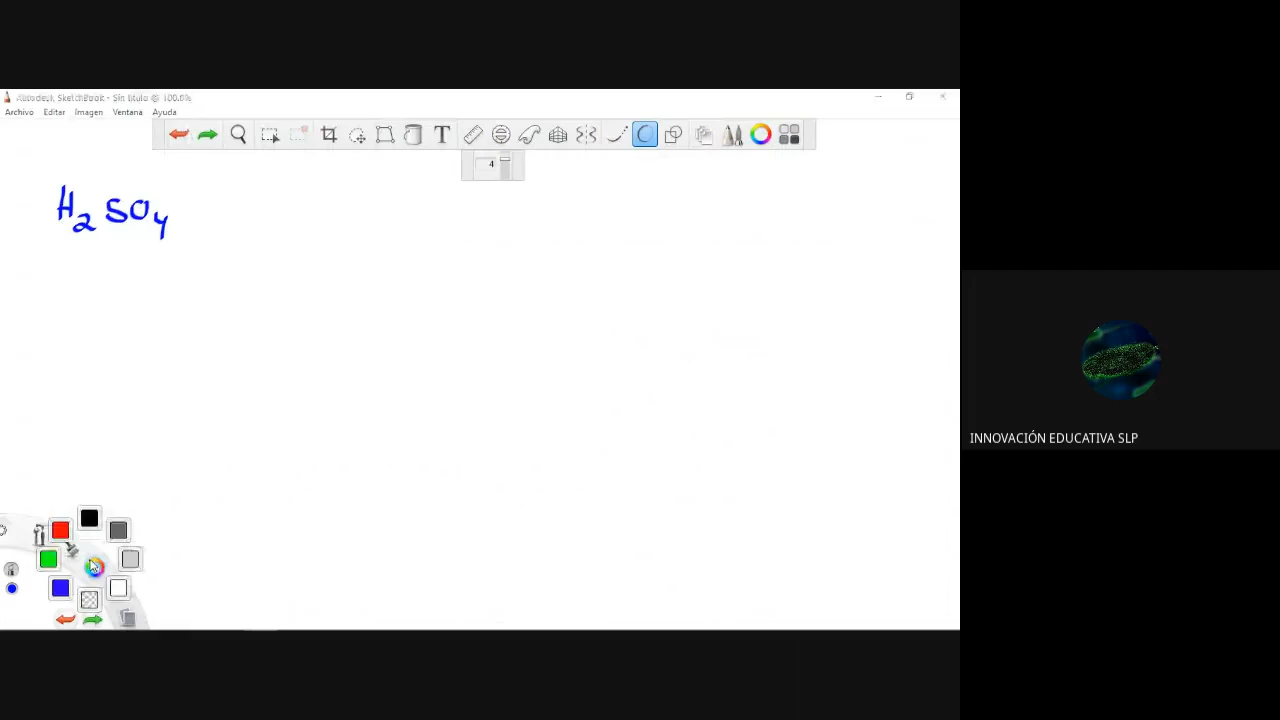 Autodesk SketchBook - Sin título @ 100.0%
Archivo Editar Imagen Ventana Ayuda
T
4
H₂SO₄
INNOVACIÓN EDUCATIVA SLP